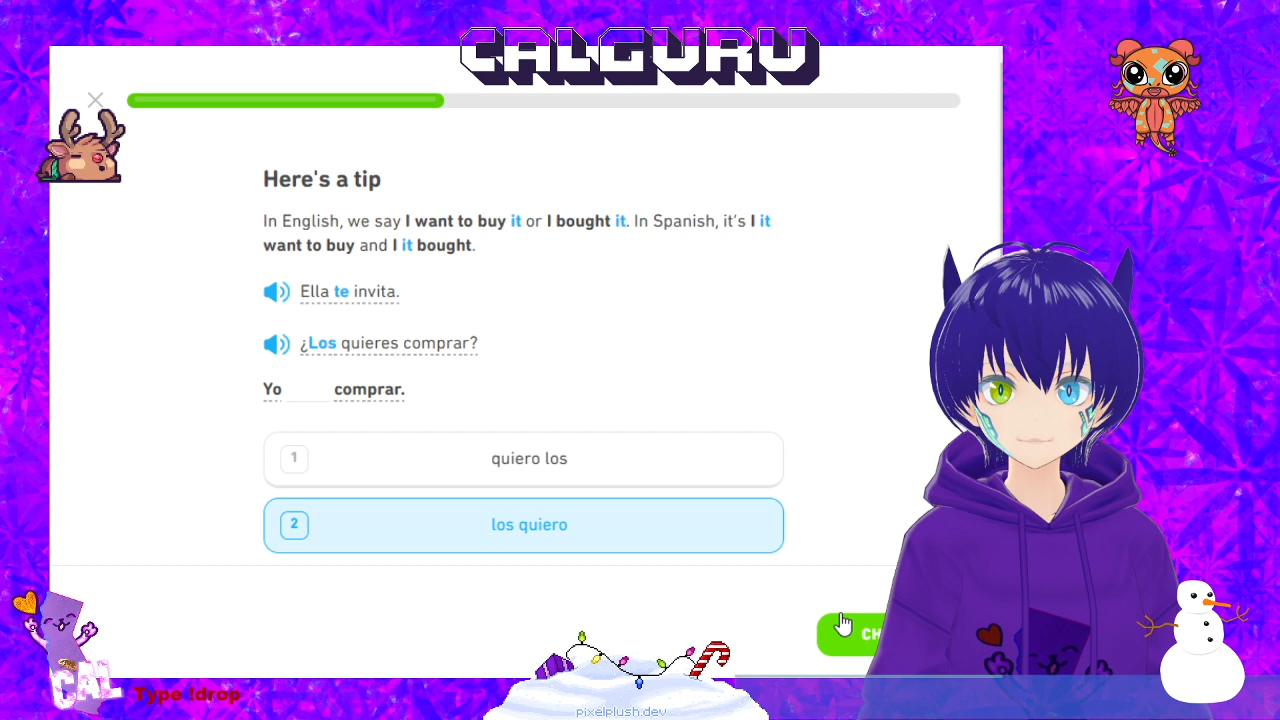 CALGURU
Here's a tip
In English, we say I want to buy it or I bought it. In Spanish, it's I it
want to buy and I it bought.
Ella te invita.
¿Los quieres comprar?
Yo comprar.
1 quiero los
2 los quiero
CH
CAL
Type !drop
pixelplush.dev